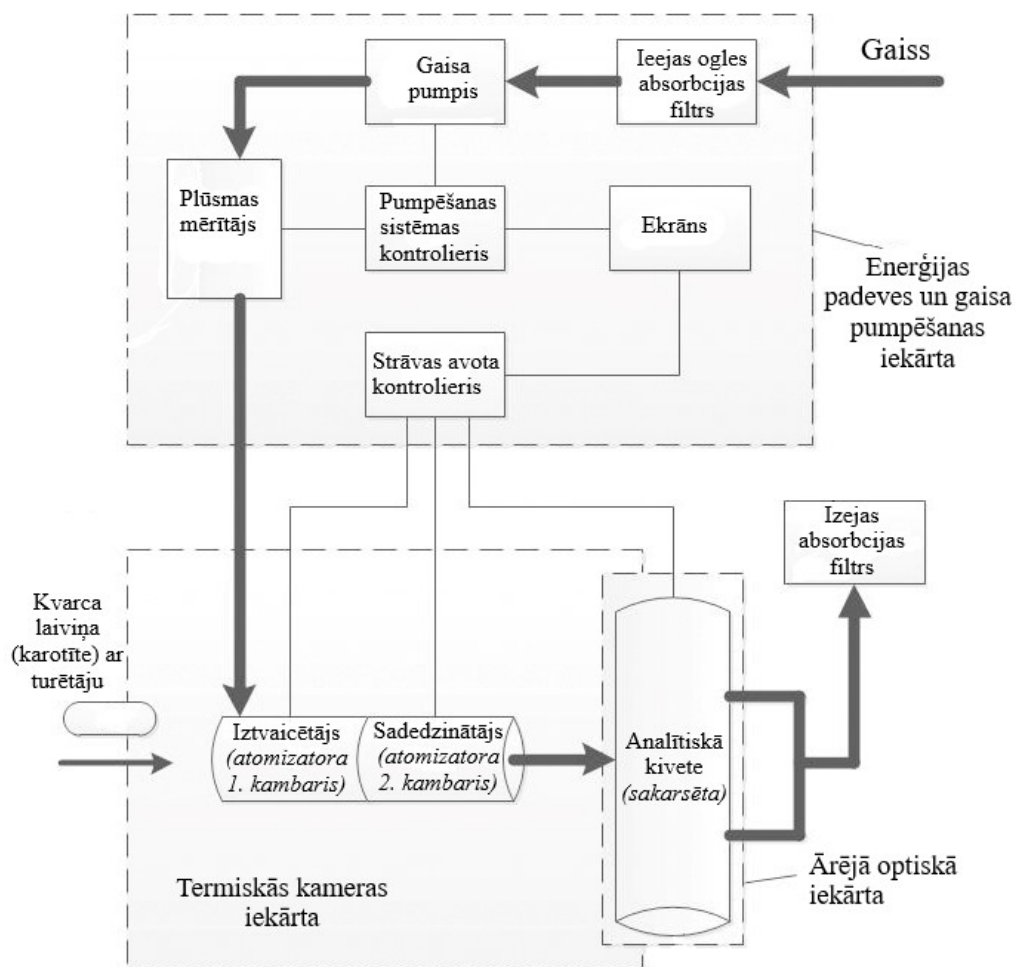 Gaisa
pumpis
Ieejas ogles
absorbcijas
filtrs
Gaiss
Plūsmas
mērītājs
Pumpēšanas
sistēmas
kontrolieris
Ekrāns
Enerģijas
padeves un gaisa
pumpēšanas
iekārta
Strāvas avota
kontrolieris
Izejas
absorbcijas
filtrs
Kvarca
laiviņa
(karotīte) ar
turētāju
Iztvaicētājs
(atomizatora
1. kambaris)
Sadedzinātājs
(atomizatora
2. kambaris)
Analītiskā
kivete
(sakarsēta)
Termiskās kameras
iekārta
Ārējā optiskā
iekārta